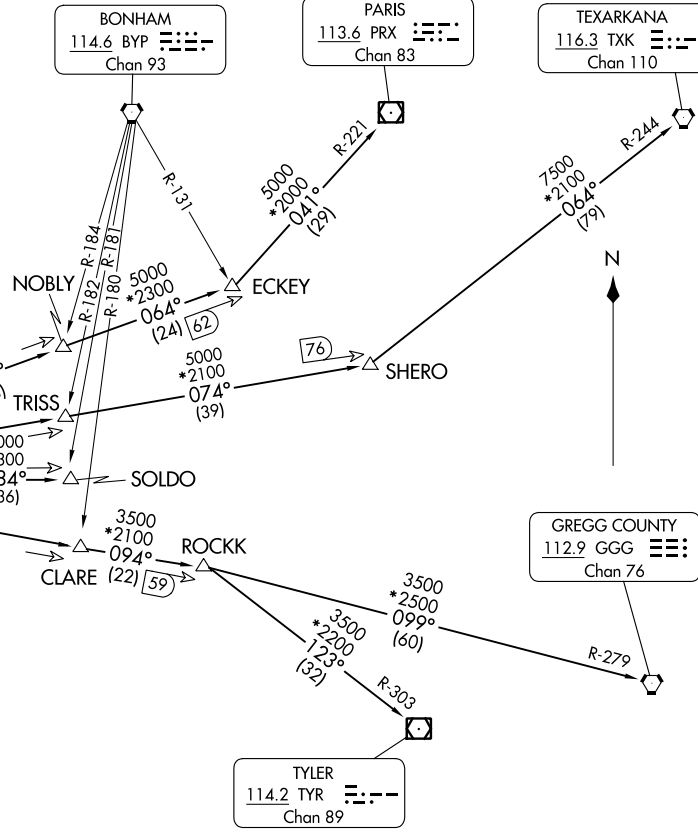 BONHAM
114.6 BYP
Chan 93
PARIS
113.6 PRX
Chan 83
TEXARKANA
116.3 TXK
Chan 110
R-221
R-244
R-131
5000
*2000
041°
(29)
7500
*2100
064°
(79)
R-184
R-181
R-182
R-180
N
NOBLY
5000
*2300
064°
(24)
62
ECKEY
76
5000
*2100
074°
(39)
SHERO
TRISS
SOLDO
3500
*2100
094°
(22)
59
CLARE
ROCKK
GREGG COUNTY
112.9 GGG
Chan 76
3500
*2500
099°
(60)
3500
*2200
123°
(32)
R-279
R-303
TYLER
114.2 TYR
Chan 89